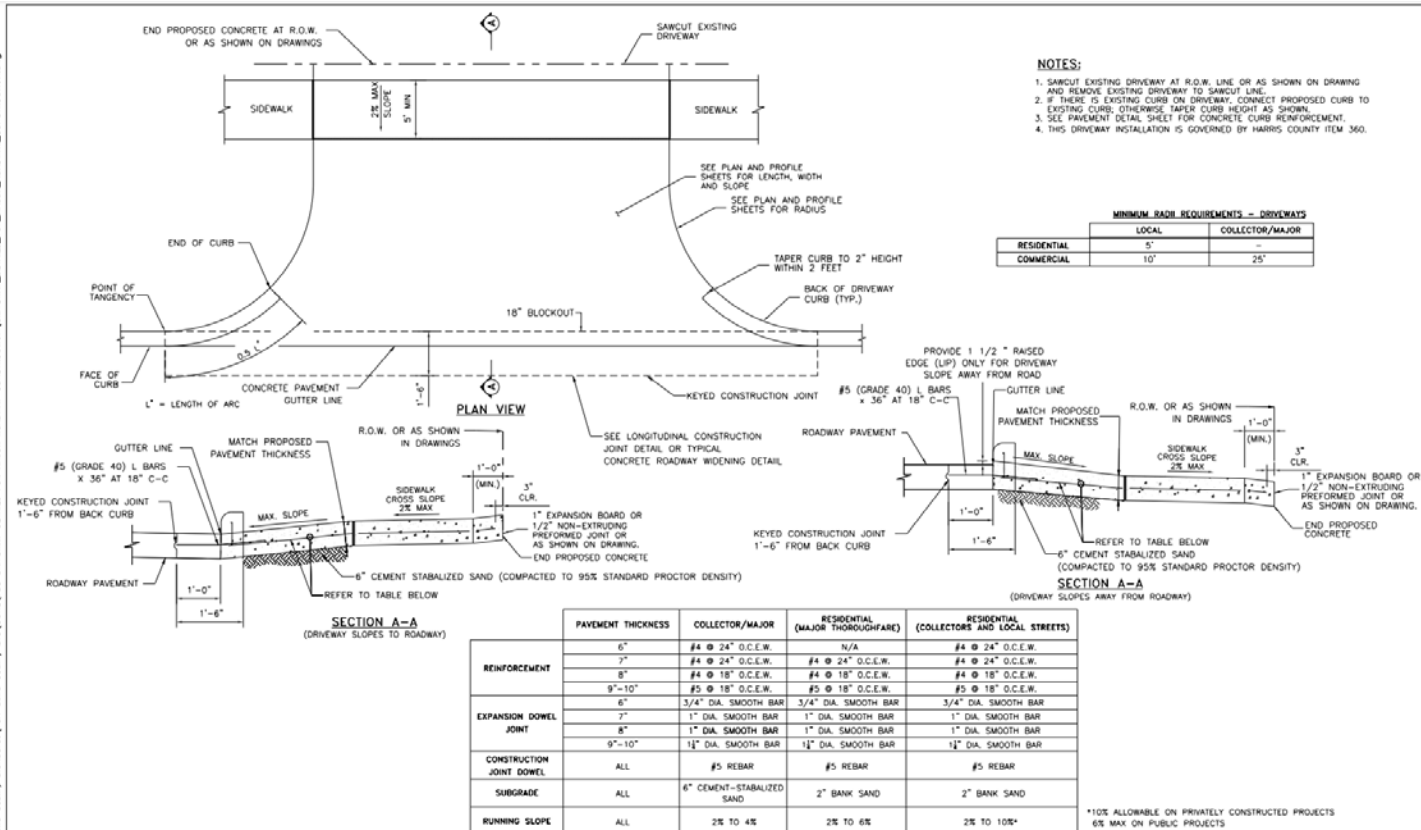 END PROPOSED CONCRETE AT R.O.W.
OR AS SHOWN ON DRAWINGS
A
SAWCUT EXISTING
DRIVEWAY
SIDEWALK
2% MAX
SLOPE
5' MIN
SIDEWALK
SEE PLAN AND PROFILE
SHEETS FOR LENGTH, WIDTH
AND SLOPE
SEE PLAN AND PROFILE
SHEETS FOR RADIUS
END OF CURB
TAPER CURB TO 2" HEIGHT
WITHIN 2 FEET
POINT OF
TANGENCY
BACK OF DRIVEWAY
CURB (TYP.)
18" BLOCKOUT
0.5 L"
FACE OF
CURB
CONCRETE PAVEMENT
GUTTER LINE
1'-6"
A
KEYED CONSTRUCTION JOINT
L" = LENGTH OF ARC
PLAN VIEW
SEE LONGITUDINAL CONSTRUCTION
JOINT DETAIL OR TYPICAL
CONCRETE ROADWAY WIDENING DETAIL
NOTES:
1. SAWCUT EXISTING DRIVEWAY AT R.O.W. LINE OR AS SHOWN ON DRAWING
AND REMOVE EXISTING DRIVEWAY TO SAWCUT LINE.
2. IF THERE IS EXISTING CURB ON DRIVEWAY, CONNECT PROPOSED CURB TO
EXISTING CURB; OTHERWISE TAPER CURB HEIGHT AS SHOWN.
3. SEE PAVEMENT DETAIL SHEET FOR CONCRETE CURB REINFORCEMENT.
4. THIS DRIVEWAY INSTALLATION IS GOVERNED BY HARRIS COUNTY ITEM 360.
MINIMUM RADII REQUIREMENTS - DRIVEWAYS
LOCAL COLLECTOR/MAJOR
RESIDENTIAL 5' -
COMMERCIAL 10' 25'
GUTTER LINE
#5 (GRADE 40) L BARS
X 36" AT 18" C-C
KEYED CONSTRUCTION JOINT
1'-6" FROM BACK CURB
ROADWAY PAVEMENT
MATCH PROPOSED
PAVEMENT THICKNESS
R.O.W. OR AS SHOWN
IN DRAWINGS
1'-0"
(MIN.)
3"
CLR.
MAX. SLOPE
SIDEWALK
CROSS SLOPE
2% MAX
1" EXPANSION BOARD OR
1/2" NON-EXTRUDING
PREFORMED JOINT OR
AS SHOWN ON DRAWING.
END PROPOSED CONCRETE
6" CEMENT STABALIZED SAND (COMPACTED TO 95% STANDARD PROCTOR DENSITY)
REFER TO TABLE BELOW
1'-0"
1'-6"
SECTION A-A
(DRIVEWAY SLOPES TO ROADWAY)
PROVIDE 1 1/2 " RAISED
EDGE (LIP) ONLY FOR DRIVEWAY
SLOPE AWAY FROM ROAD
#5 (GRADE 40) L BARS
x 36" AT 18" C-C
GUTTER LINE
MATCH PROPOSED
PAVEMENT THICKNESS
R.O.W. OR AS SHOWN
IN DRAWINGS
ROADWAY PAVEMENT
1'-0"
(MIN.)
3"
CLR.
MAX. SLOPE
SIDEWALK
CROSS SLOPE
2% MAX
1" EXPANSION BOARD OR
1/2" NON-EXTRUDING
PREFORMED JOINT OR
AS SHOWN ON DRAWING.
END PROPOSED
CONCRETE
1'-0"
1'-6"
KEYED CONSTRUCTION JOINT
1'-6" FROM BACK CURB
REFER TO TABLE BELOW
6" CEMENT STABALIZED SAND
(COMPACTED TO 95% STANDARD PROCTOR DENSITY)
SECTION A-A
(DRIVEWAY SLOPES AWAY FROM ROADWAY)
PAVEMENT THICKNESS COLLECTOR/MAJOR RESIDENTIAL (MAJOR THOROUGHFARE) RESIDENTIAL (COLLECTORS AND LOCAL STREETS)
REINFORCEMENT
6" #4 @ 24" O.C.E.W. N/A #4 @ 24" O.C.E.W.
7" #4 @ 24" O.C.E.W. #4 @ 24" O.C.E.W. #4 @ 24" O.C.E.W.
8" #4 @ 18" O.C.E.W. #4 @ 18" O.C.E.W. #4 @ 18" O.C.E.W.
9"-10" #5 @ 18" O.C.E.W. #5 @ 18" O.C.E.W. #5 @ 18" O.C.E.W.
EXPANSION DOWEL JOINT
6" 3/4" DIA. SMOOTH BAR 3/4" DIA. SMOOTH BAR 3/4" DIA. SMOOTH BAR
7" 1" DIA. SMOOTH BAR 1" DIA. SMOOTH BAR 1" DIA. SMOOTH BAR
8" 1" DIA. SMOOTH BAR 1" DIA. SMOOTH BAR 1" DIA. SMOOTH BAR
9"-10" 1¼" DIA. SMOOTH BAR 1¼" DIA. SMOOTH BAR 1¼" DIA. SMOOTH BAR
CONSTRUCTION JOINT DOWEL ALL #5 REBAR #5 REBAR #5 REBAR
SUBGRADE ALL 6" CEMENT-STABALIZED SAND 2" BANK SAND 2" BANK SAND
RUNNING SLOPE ALL 2% TO 4% 2% TO 6% 2% TO 10%*
*10% ALLOWABLE ON PRIVATELY CONSTRUCTED PROJECTS
6% MAX ON PUBLIC PROJECTS